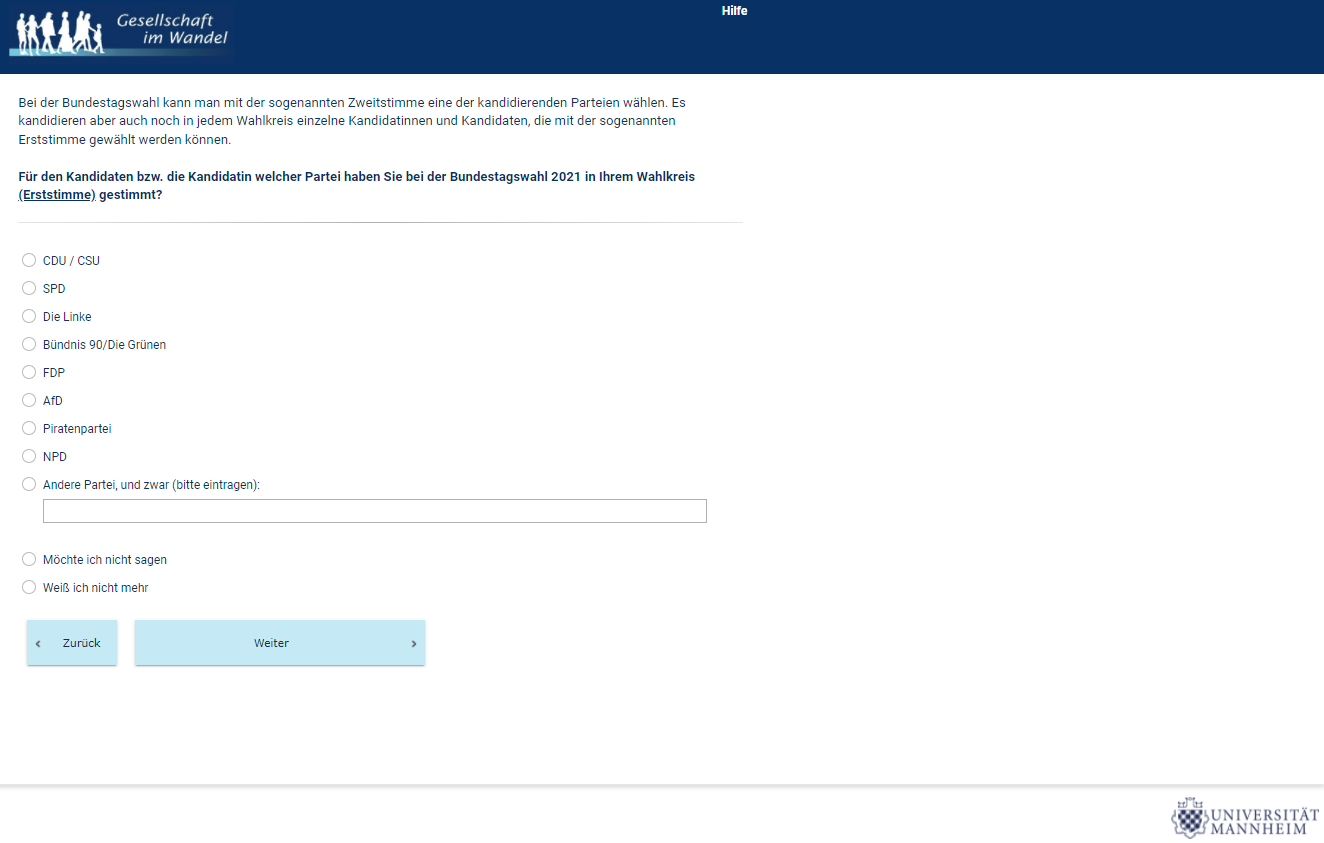 Gesellschaft
im Wandel
Hilfe
Bei der Bundestagswahl kann man mit der sogenannten Zweitstimme eine der kandidierenden Parteien wählen. Es
kandidieren aber auch noch in jedem Wahlkreis einzelne Kandidatinnen und Kandidaten, die mit der sogenannten
Erststimme gewählt werden können.
Für den Kandidaten bzw. die Kandidatin welcher Partei haben Sie bei der Bundestagswahl 2021 in Ihrem Wahlkreis
(Erststimme) gestimmt?
CDU / CSU
SPD
Die Linke
Bündnis 90/Die Grünen
FDP
AfD
Piratenpartei
NPD
Andere Partei, und zwar (bitte eintragen):
Möchte ich nicht sagen
Weiß ich nicht mehr
‹ Zurück
Weiter ›
UNIVERSITÄT
MANNHEIM